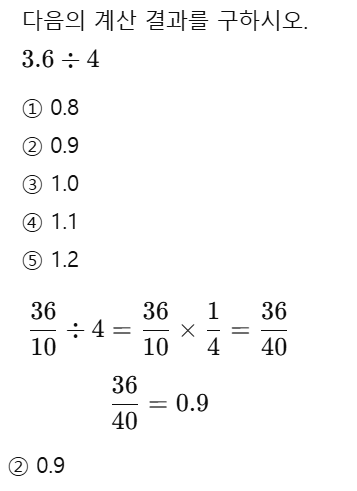 다음의 계산 결과를 구하시오.
3.6 ÷ 4
① 0.8
② 0.9
③ 1.0
④ 1.1
⑤ 1.2
36/10 ÷ 4 = 36/10 × 1/4 = 36/40
36/40 = 0.9
② 0.9